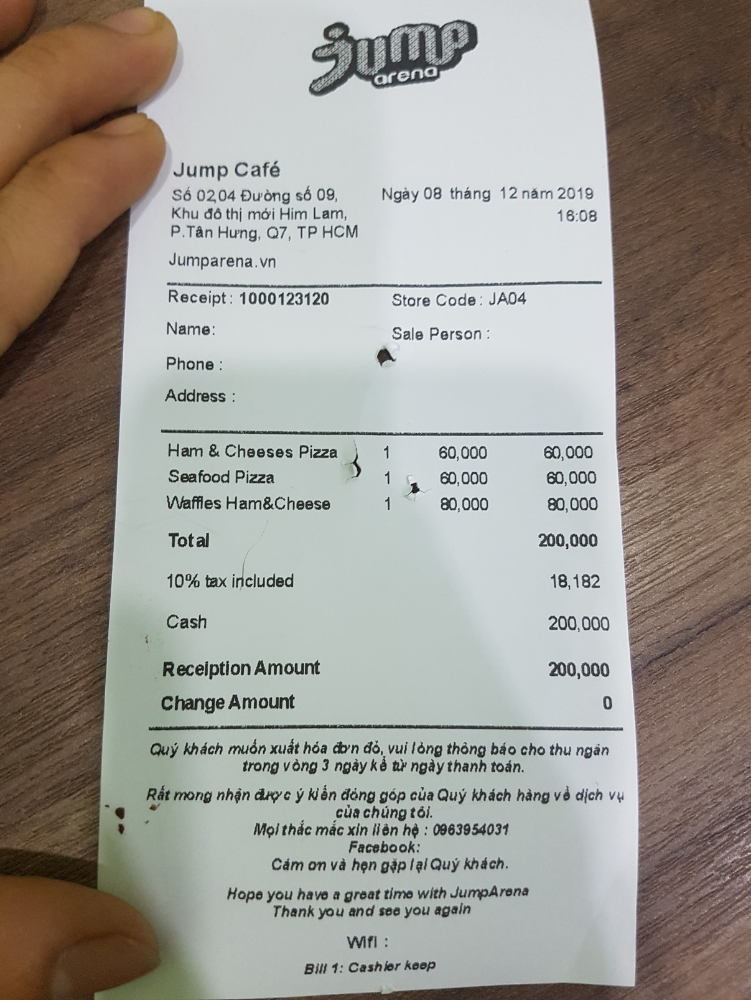 Jump
arena
Jump Café
Số 02,04 Đường số 09,
Khu đô thị mới Him Lam,
P.Tân Hưng, Q7, TP HCM
Ngày 08 tháng 12 năm 2019
16:08
Jumparena.vn
Receipt : 1000123120 Store Code : JA04
Name: Sale Person :
Phone :
Address :
Ham & Cheeses Pizza 1 60,000 60,000
Seafood Pizza 1 60,000 60,000
Waffles Ham&Cheese 1 80,000 80,000
Total 200,000
10% tax included 18,182
Cash 200,000
Receiption Amount 200,000
Change Amount 0
Quý khách muốn xuất hóa đơn đỏ, vui lòng thông báo cho thu ngân
trong vòng 3 ngày kể từ ngày thanh toán.
Rất mong nhận được ý kiến đóng góp của Quý khách hàng về dịch vụ
của chúng tôi.
Mọi thắc mắc xin liên hệ : 0963954031
Facebook:
Cám ơn và hẹn gặp lại Quý khách.
Hope you have a great time with JumpArena
Thank you and see you again
Wifi :
Bill 1: Cashier keep